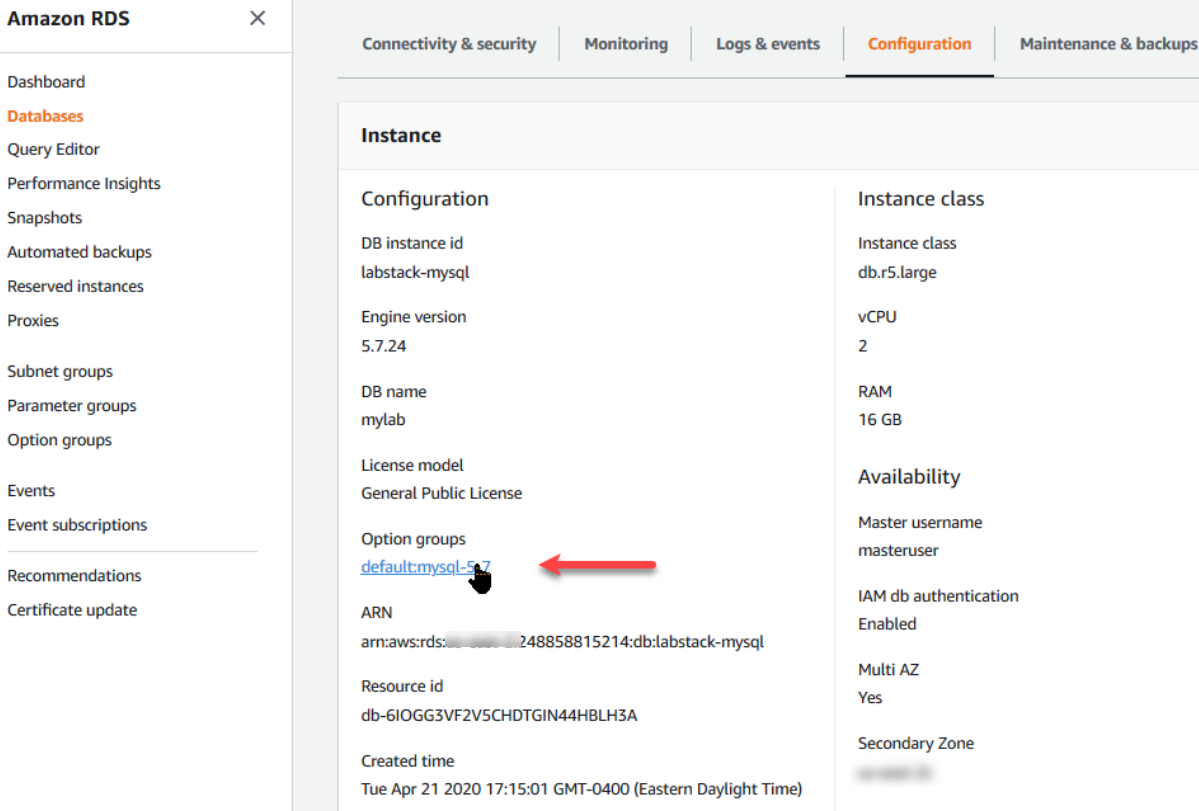 Amazon RDS
Dashboard
Databases
Query Editor
Performance Insights
Snapshots
Automated backups
Reserved instances
Proxies
Subnet groups
Parameter groups
Option groups
Events
Event subscriptions
Recommendations
Certificate update
Connectivity & security
Monitoring
Logs & events
Configuration
Maintenance & backups
Instance
Configuration
DB instance id
labstack-mysql
Engine version
5.7.24
DB name
mylab
License model
General Public License
Option groups
default:mysql-5.7
ARN
arn:aws:rds: 248858815214:db:labstack-mysql
Resource id
db-6IOGG3VF2V5CHDTGIN44HBLH3A
Created time
Tue Apr 21 2020 17:15:01 GMT-0400 (Eastern Daylight Time)
Instance class
Instance class
db.r5.large
vCPU
2
RAM
16 GB
Availability
Master username
masteruser
IAM db authentication
Enabled
Multi AZ
Yes
Secondary Zone